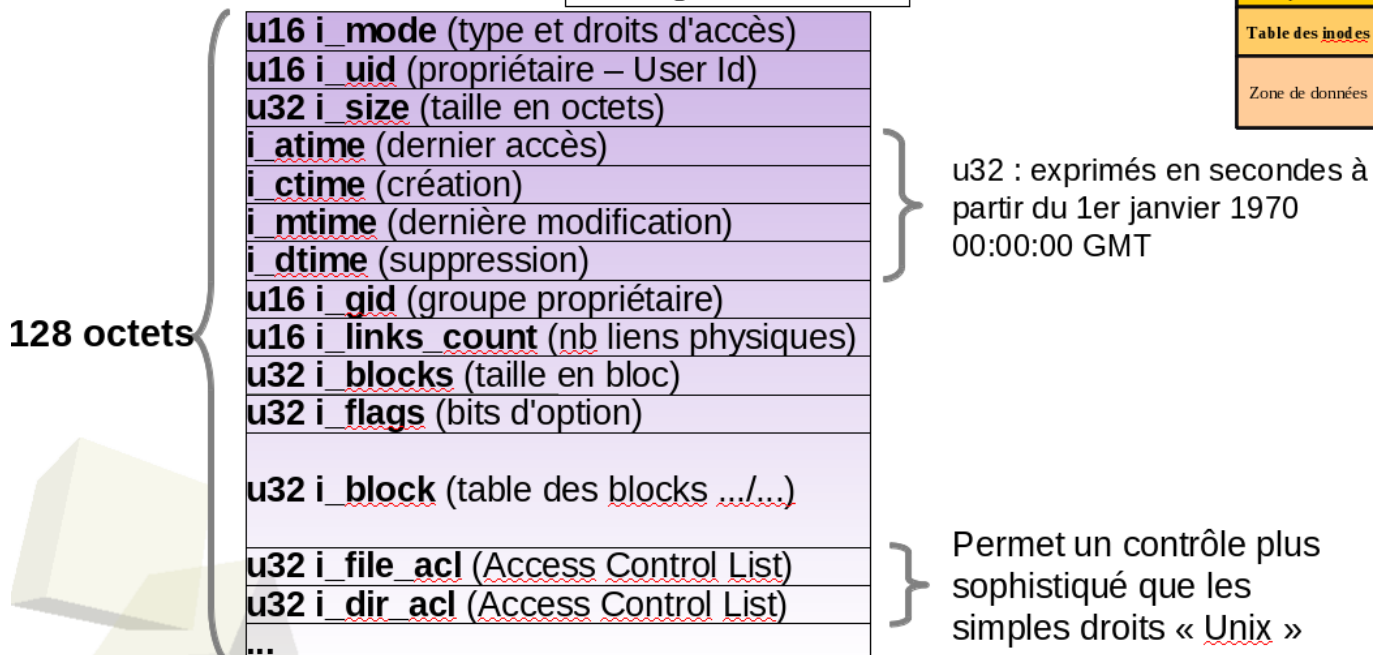 u16 i_mode (type et droits d'accès)
u16 i_uid (propriétaire – User Id)
u32 i_size (taille en octets)
i_atime (dernier accès)
i_ctime (création)
i_mtime (dernière modification)
i_dtime (suppression)
u16 i_gid (groupe propriétaire)
u16 i_links_count (nb liens physiques)
u32 i_blocks (taille en bloc)
u32 i_flags (bits d'option)
u32 i_block (table des blocks .../...)
u32 i_file_acl (Access Control List)
u32 i_dir_acl (Access Control List)
...
128 octets
u32 : exprimés en secondes à
partir du 1er janvier 1970
00:00:00 GMT
Permet un contrôle plus
sophistiqué que les
simples droits « Unix »
Table des inodes
Zone de données